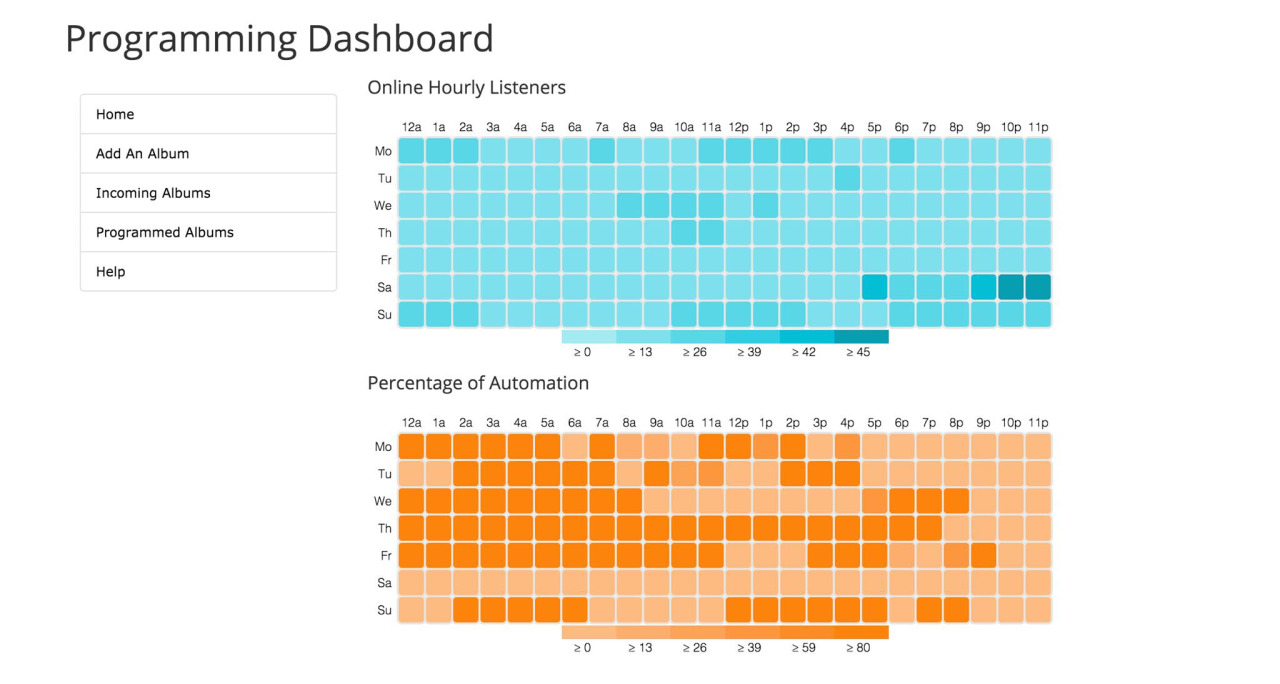 Programming Dashboard
Home
Add An Album
Incoming Albums
Programmed Albums
Help
Online Hourly Listeners
12a 1a 2a 3a 4a 5a 6a 7a 8a 9a 10a 11a 12p 1p 2p 3p 4p 5p 6p 7p 8p 9p 10p 11p
Mo
Tu
We
Th
Fr
Sa
Su
≥ 0 ≥ 13 ≥ 26 ≥ 39 ≥ 42 ≥ 45
Percentage of Automation
12a 1a 2a 3a 4a 5a 6a 7a 8a 9a 10a 11a 12p 1p 2p 3p 4p 5p 6p 7p 8p 9p 10p 11p
Mo
Tu
We
Th
Fr
Sa
Su
≥ 0 ≥ 13 ≥ 26 ≥ 39 ≥ 59 ≥ 80